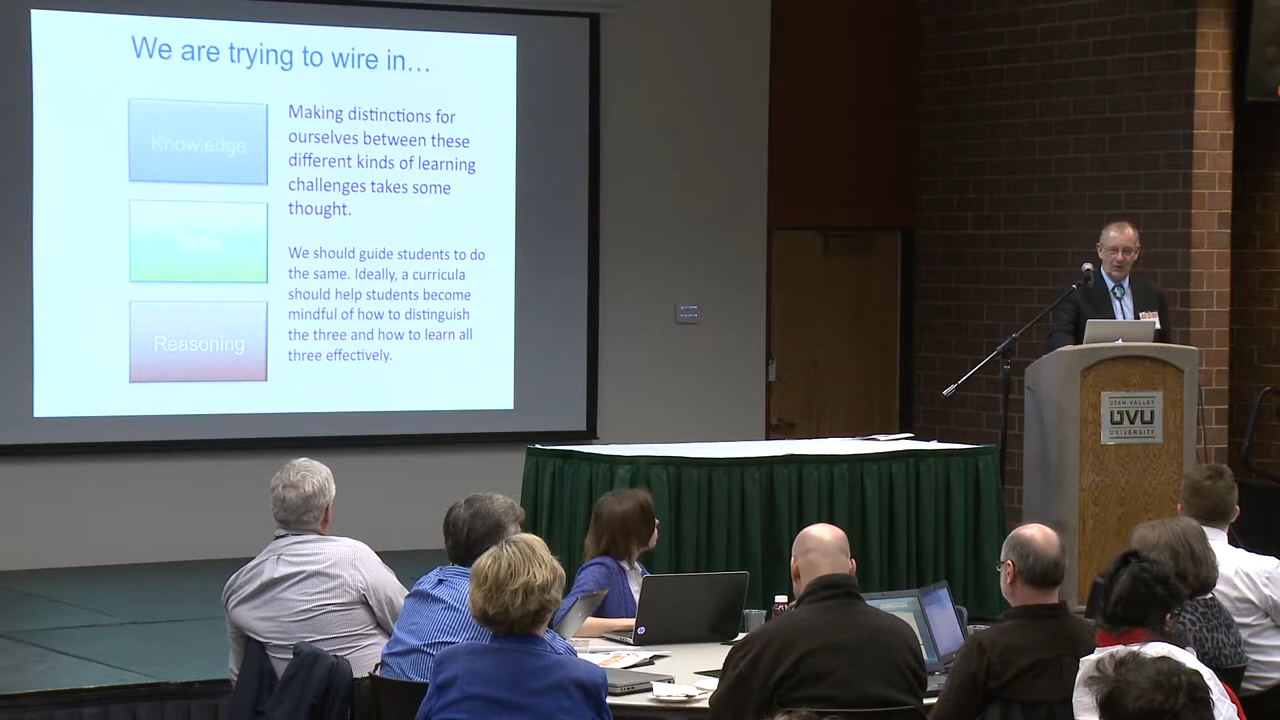 We are trying to wire in…
Knowledge
Making distinctions for
ourselves between these
different kinds of learning
challenges takes some
thought.
We should guide students to do
the same. Ideally, a curricula
should help students become
mindful of how to distinguish
the three and how to learn all
three effectively.
Skills
Reasoning
UTAH VALLEY
UVU
UNIVERSITY
hp